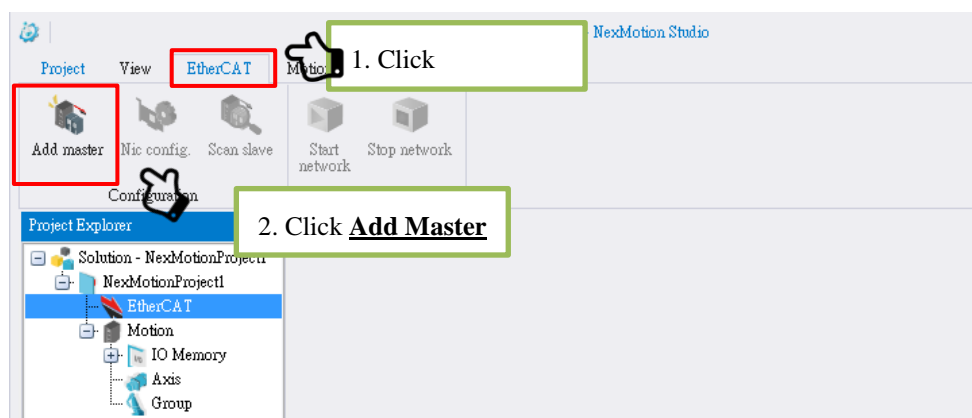 - NexMotion Studio
1. Click
Project View EtherCAT Motio
Add master Nic config. Scan slave Start network Stop network
Configuration
2. Click Add Master
Project Explorer
Solution - NexMotionProject1
NexMotionProject1
EtherCAT
Motion
IO Memory
Axis
Group